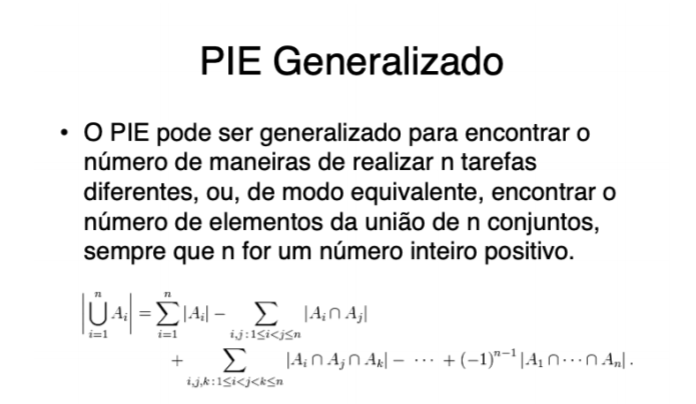 PIE Generalizado
• O PIE pode ser generalizado para encontrar o
número de maneiras de realizar n tarefas
diferentes, ou, de modo equivalente, encontrar o
número de elementos da união de n conjuntos,
sempre que n for um número inteiro positivo.
|⋃_{i=1}^{n} A_i| = ∑_{i=1}^{n} |A_i| − ∑_{i,j:1≤i<j≤n} |A_i ∩ A_j|
+ ∑_{i,j,k:1≤i<j<k≤n} |A_i ∩ A_j ∩ A_k| − ⋯ + (−1)^{n−1} |A_1 ∩ ⋯ ∩ A_n|.